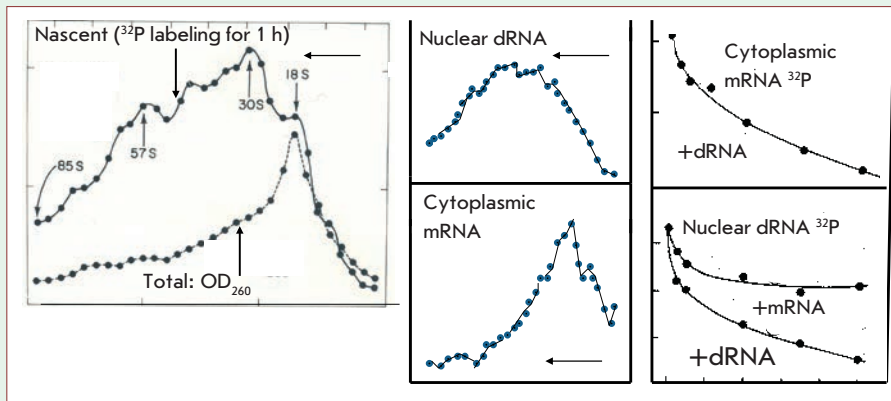 Nascent (³²P labeling for 1 h)
18S
30S
57S
85S
Total: OD₂₆₀
Nuclear dRNA
Cytoplasmic
mRNA
Cytoplasmic
mRNA ³²P
+dRNA
Nuclear dRNA ³²P
+mRNA
+dRNA